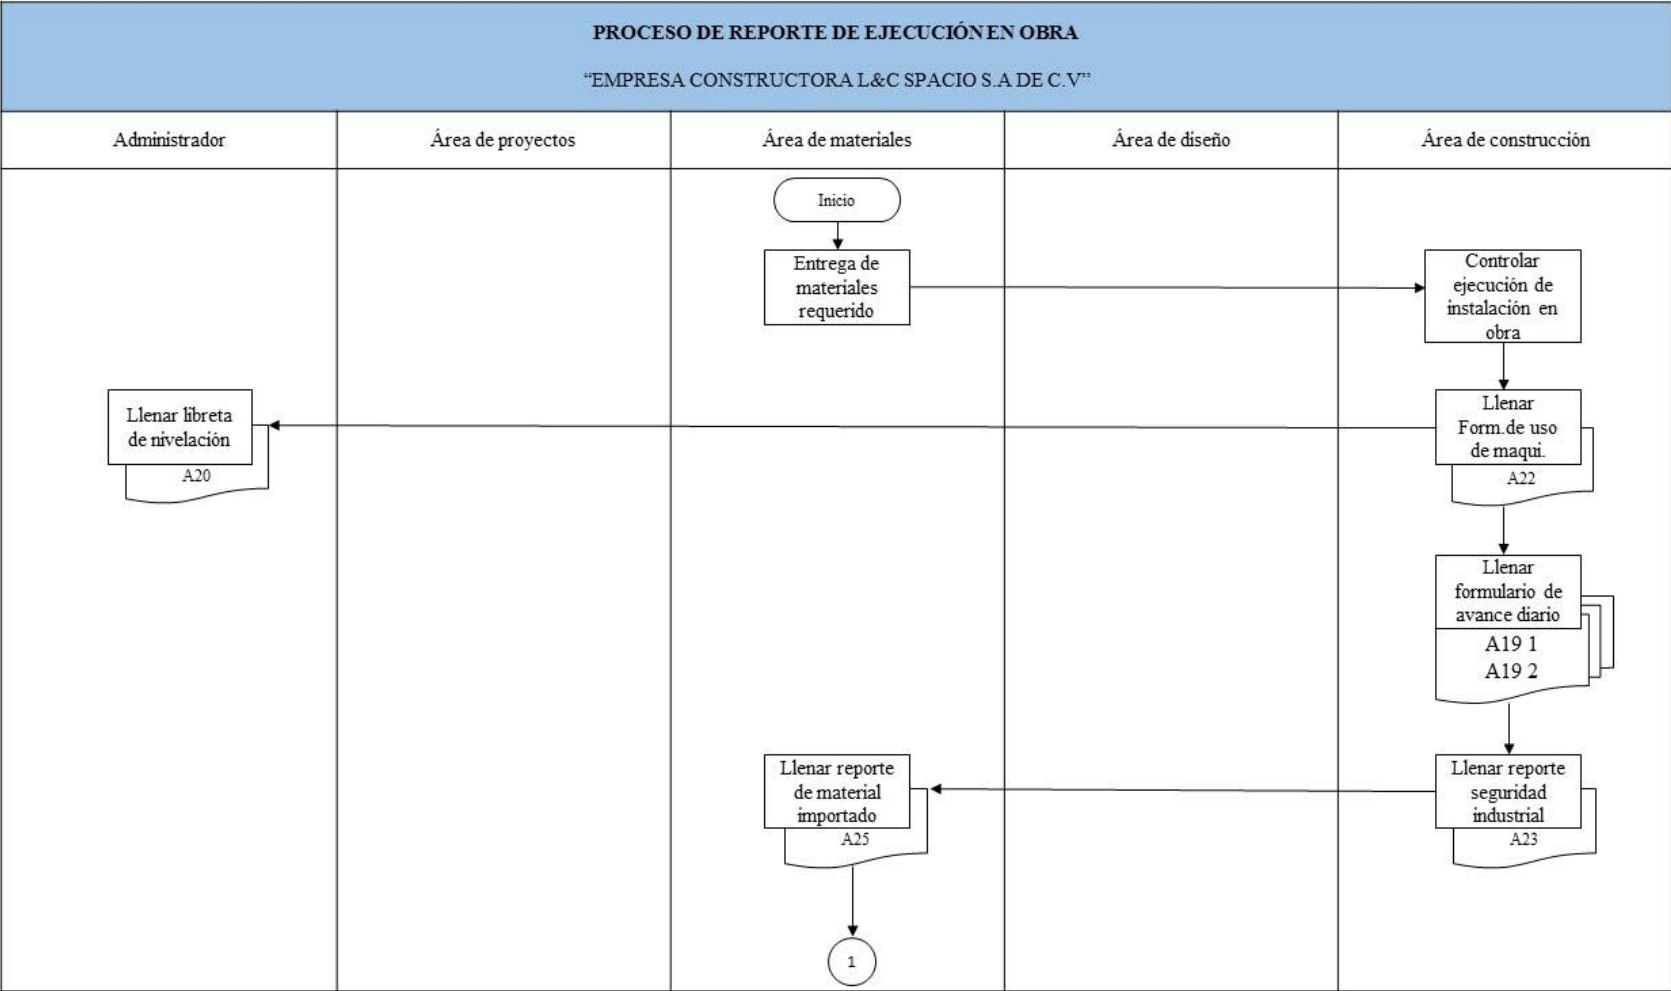 PROCESO DE REPORTE DE EJECUCIÓN EN OBRA
“EMPRESA CONSTRUCTORA L&C SPACIO S.A DE C.V”
Administrador
Área de proyectos
Área de materiales
Área de diseño
Área de construcción
Inicio
Entrega de
materiales
requerido
Controlar
ejecución de
instalación en
obra
Llenar libreta
de nivelación
A20
Llenar
Form.de uso
de maqui.
A22
Llenar
formulario de
avance diario
A19 1
A19 2
Llenar reporte
de material
importado
A25
Llenar reporte
seguridad
industrial
A23
1